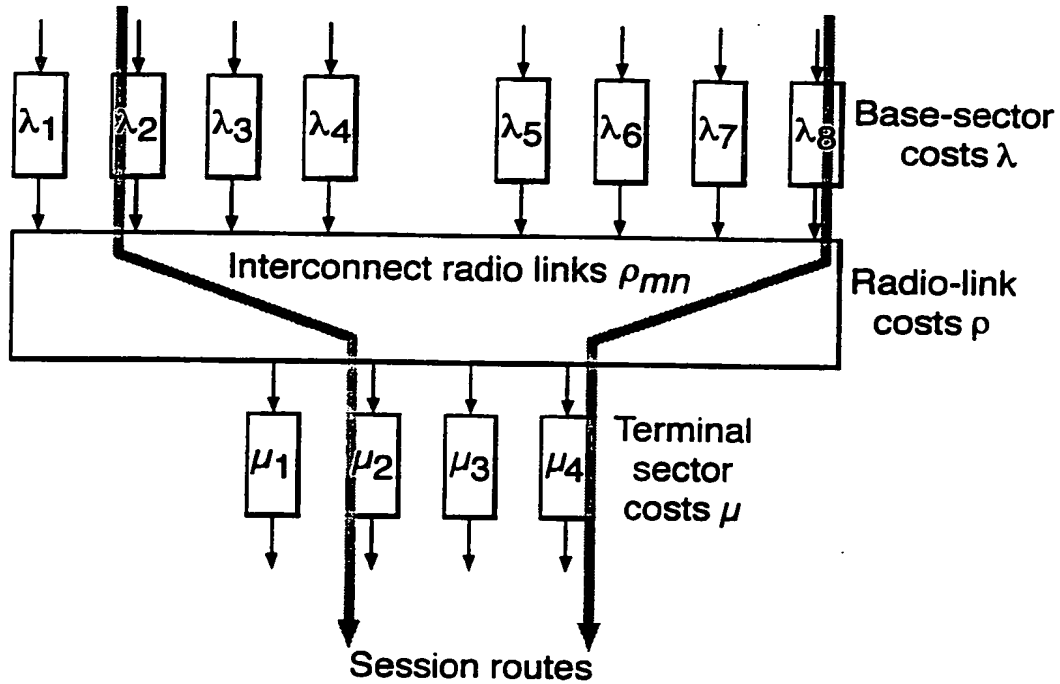 λ1 λ2 λ3 λ4 λ5 λ6 λ7 λ8
Base-sector
costs λ
Interconnect radio links ρmn
Radio-link
costs ρ
μ1 μ2 μ3 μ4
Terminal
sector
costs μ
Session routes